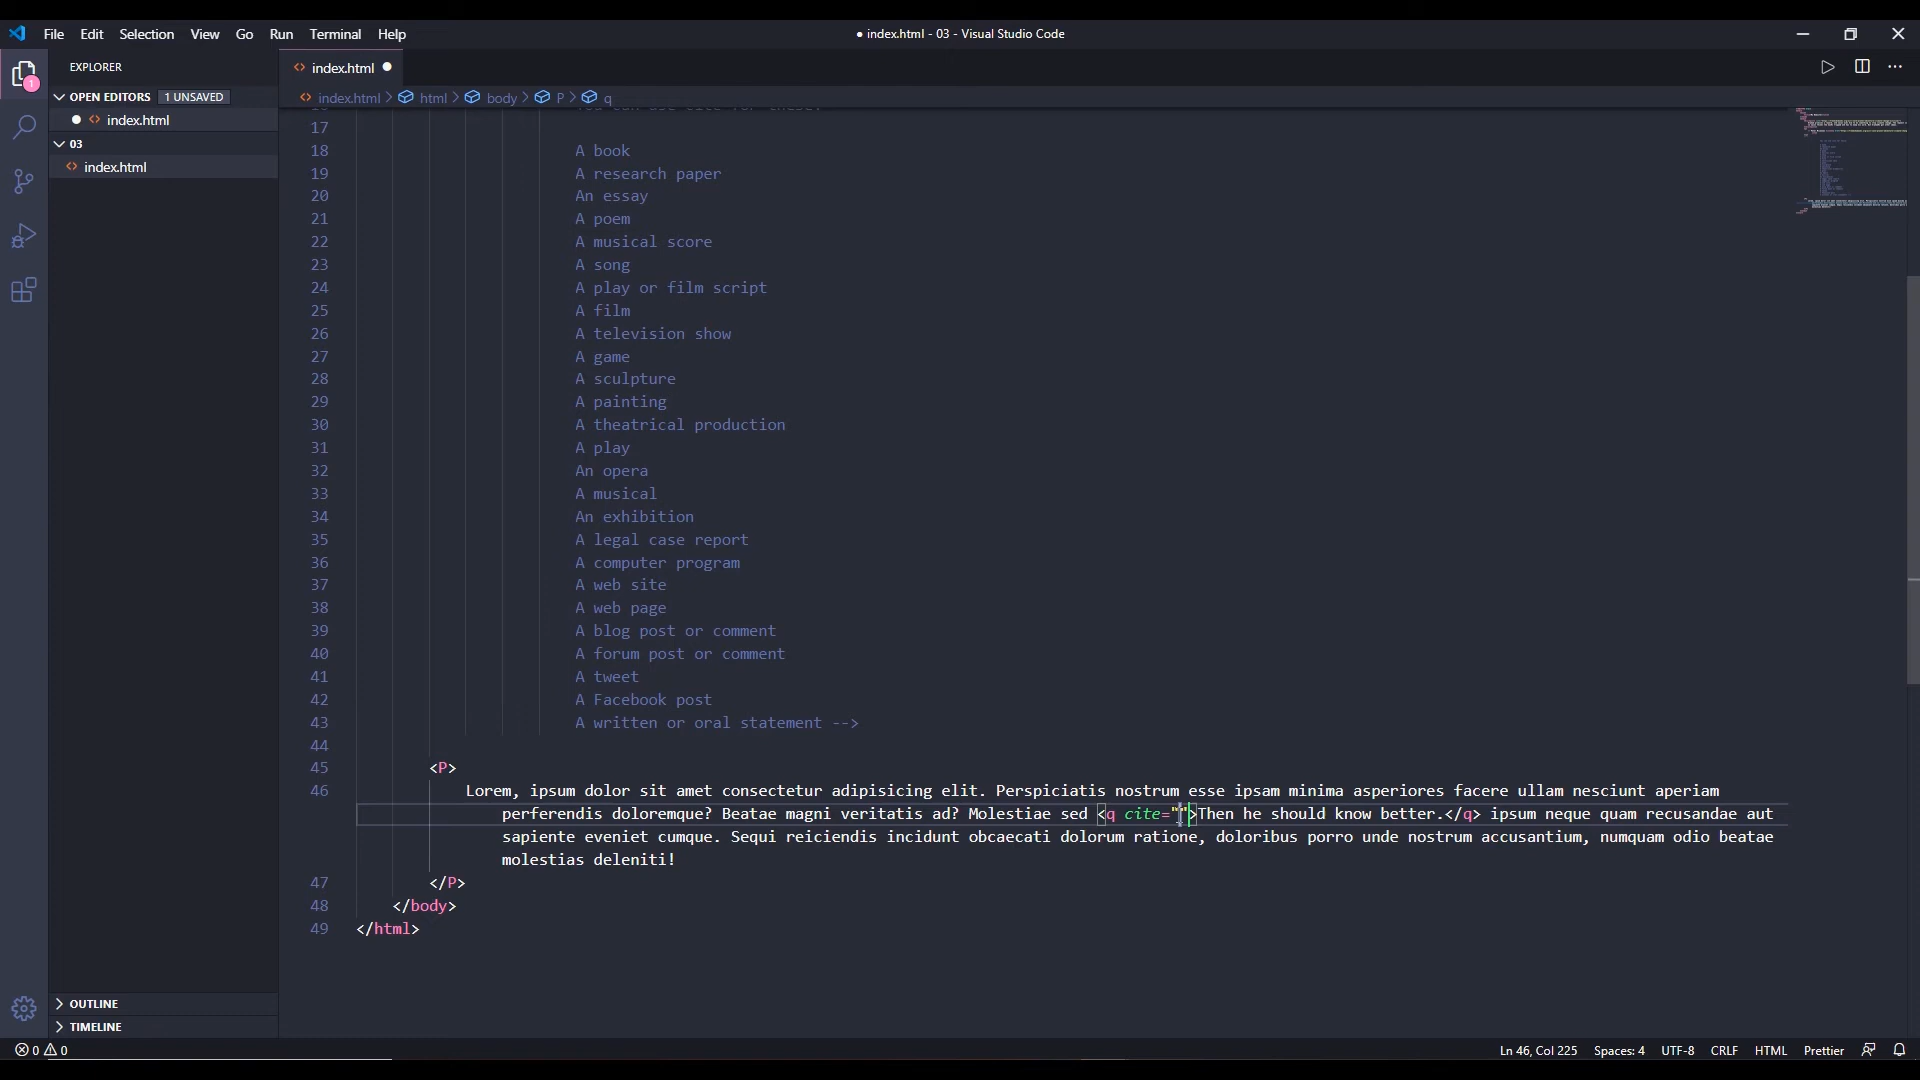 File Edit Selection View Go Run Terminal Help
● index.html - 03 - Visual Studio Code
EXPLORER
index.html
OPEN EDITORS 1 UNSAVED
index.html > html > body > P > q
index.html
03
index.html
1
17
18 A book
19 A research paper
20 An essay
21 A poem
22 A musical score
23 A song
24 A play or film script
25 A film
26 A television show
27 A game
28 A sculpture
29 A painting
30 A theatrical production
31 A play
32 An opera
33 A musical
34 An exhibition
35 A legal case report
36 A computer program
37 A web site
38 A web page
39 A blog post or comment
40 A forum post or comment
41 A tweet
42 A Facebook post
43 A written or oral statement -->
44
45 <P>
46 Lorem, ipsum dolor sit amet consectetur adipisicing elit. Perspiciatis nostrum esse ipsam minima asperiores facere ullam nesciunt aperiam
perferendis doloremque? Beatae magni veritatis ad? Molestiae sed <q cite="">Then he should know better.</q> ipsum neque quam recusandae aut
sapiente eveniet cumque. Sequi reiciendis incidunt obcaecati dolorum ratione, doloribus porro unde nostrum accusantium, numquam odio beatae
molestias deleniti!
47 </P>
48 </body>
49 </html>
OUTLINE
TIMELINE
0 0
Ln 46, Col 225 Spaces: 4 UTF-8 CRLF HTML Prettier